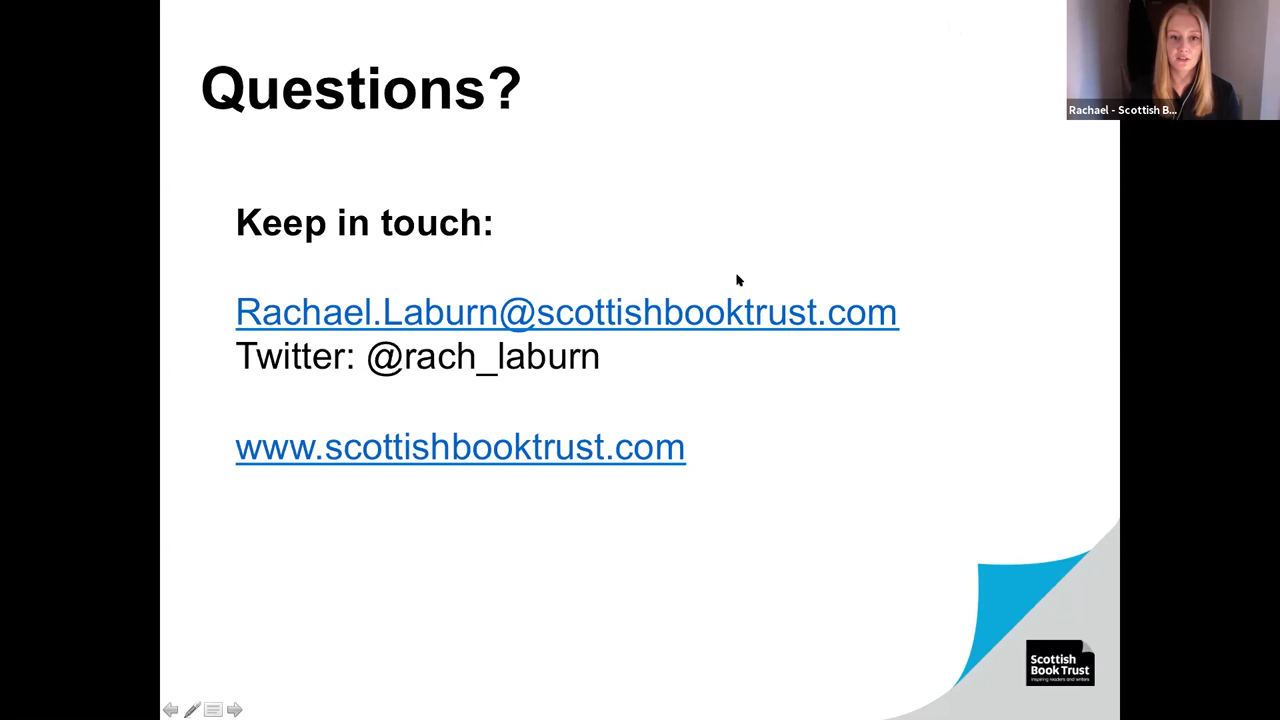 Questions?
Rachael - Scottish B...
Keep in touch:
Rachael.Laburn@scottishbooktrust.com
Twitter: @rach_laburn
www.scottishbooktrust.com
Scottish
Book Trust
inspiring readers and writers